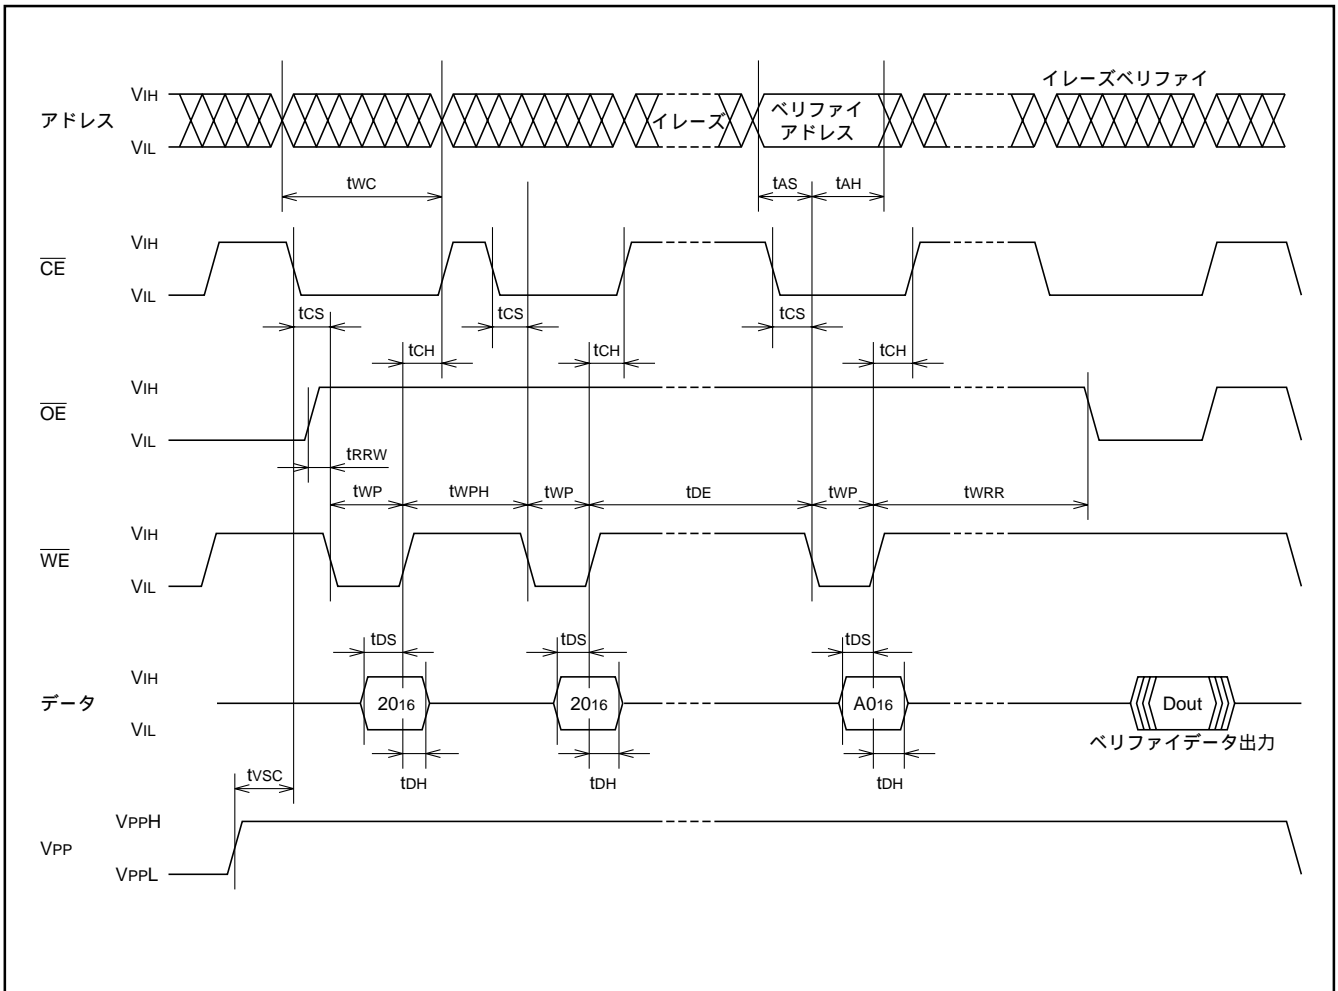 アドレス
VIH
VIL
イレーズ
ベリファイ
アドレス
イレーズベリファイ
tWC
tAS
tAH
CE
VIH
VIL
tCS
tCS
tCS
tCH
tCH
tCH
OE
VIH
VIL
tRRW
tWP
tWPH
tWP
tDE
tWP
tWRR
WE
VIH
VIL
tDS
tDS
tDS
データ
VIH
VIL
2016
2016
A016
Dout
ベリファイデータ出力
tDH
tDH
tDH
tVSC
VPP
VPPH
VPPL